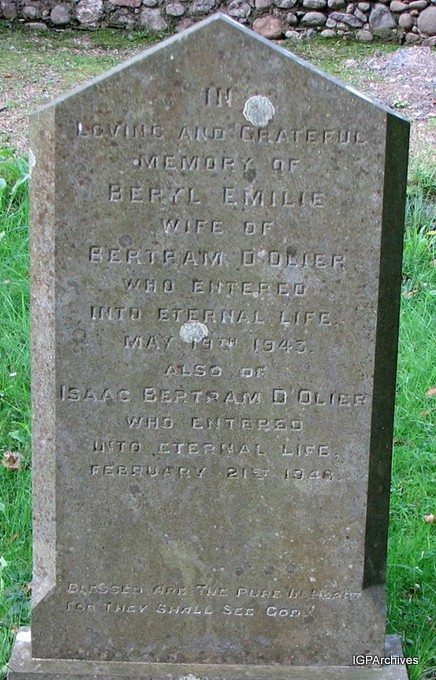 IN
LOVING AND GRATEFUL
MEMORY OF
BERYL EMILIE
WIFE OF
BERTRAM D'OLIER
WHO ENTERED
INTO ETERNAL LIFE.
MAY 19TH 1943.
ALSO OF
ISAAC BERTRAM D'OLIER
WHO ENTERED
INTO ETERNAL LIFE,
FEBRUARY 21ST
BLESSED ARE THE PURE IN HEART
FOR THEY SHALL SEE GOD.
IGPArchives